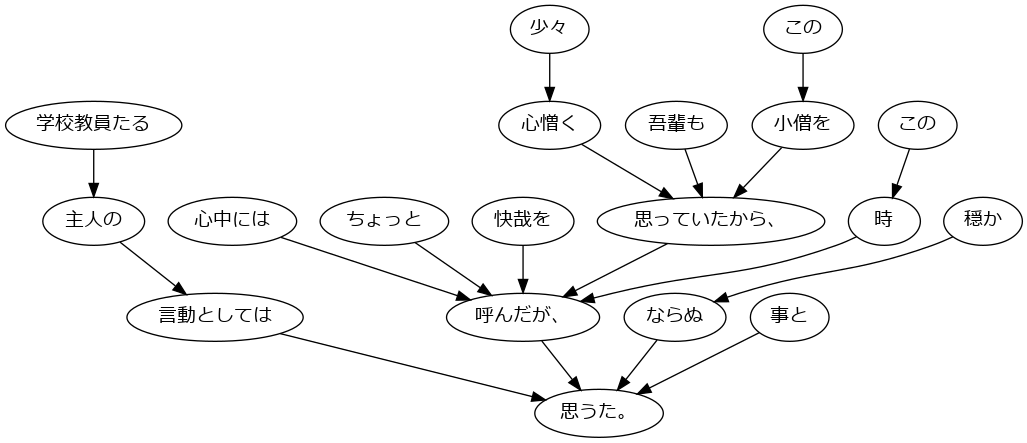 少々
この
学校教員たる
心憎く
吾輩も
小僧を
この
主人の
心中には
ちょっと
快哉を
思っていたから、
時
穏か
言動としては
呼んだが、
ならぬ
事と
思うた。